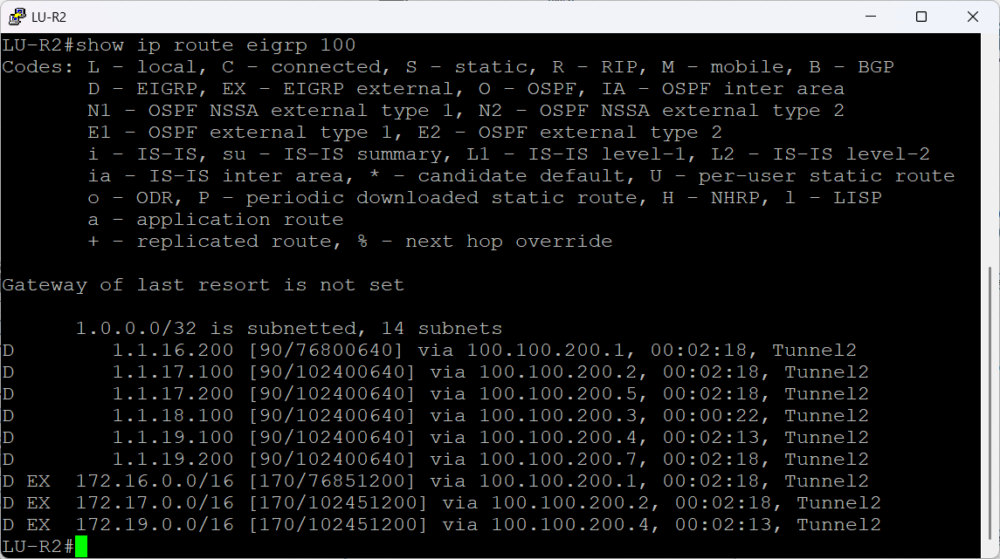 LU-R2
LU-R2#show ip route eigrp 100
Codes: L - local, C - connected, S - static, R - RIP, M - mobile, B - BGP
       D - EIGRP, EX - EIGRP external, O - OSPF, IA - OSPF inter area
       N1 - OSPF NSSA external type 1, N2 - OSPF NSSA external type 2
       E1 - OSPF external type 1, E2 - OSPF external type 2
       i - IS-IS, su - IS-IS summary, L1 - IS-IS level-1, L2 - IS-IS level-2
       ia - IS-IS inter area, * - candidate default, U - per-user static route
       o - ODR, P - periodic downloaded static route, H - NHRP, l - LISP
       a - application route
       + - replicated route, % - next hop override

Gateway of last resort is not set

      1.0.0.0/32 is subnetted, 14 subnets
D        1.1.16.200 [90/76800640] via 100.100.200.1, 00:02:18, Tunnel2
D        1.1.17.100 [90/102400640] via 100.100.200.2, 00:02:18, Tunnel2
D        1.1.17.200 [90/102400640] via 100.100.200.5, 00:02:18, Tunnel2
D        1.1.18.100 [90/102400640] via 100.100.200.3, 00:00:22, Tunnel2
D        1.1.19.100 [90/102400640] via 100.100.200.4, 00:02:13, Tunnel2
D        1.1.19.200 [90/102400640] via 100.100.200.7, 00:02:18, Tunnel2
D EX  172.16.0.0/16 [170/76851200] via 100.100.200.1, 00:02:18, Tunnel2
D EX  172.17.0.0/16 [170/102451200] via 100.100.200.2, 00:02:18, Tunnel2
D EX  172.19.0.0/16 [170/102451200] via 100.100.200.4, 00:02:13, Tunnel2
LU-R2#